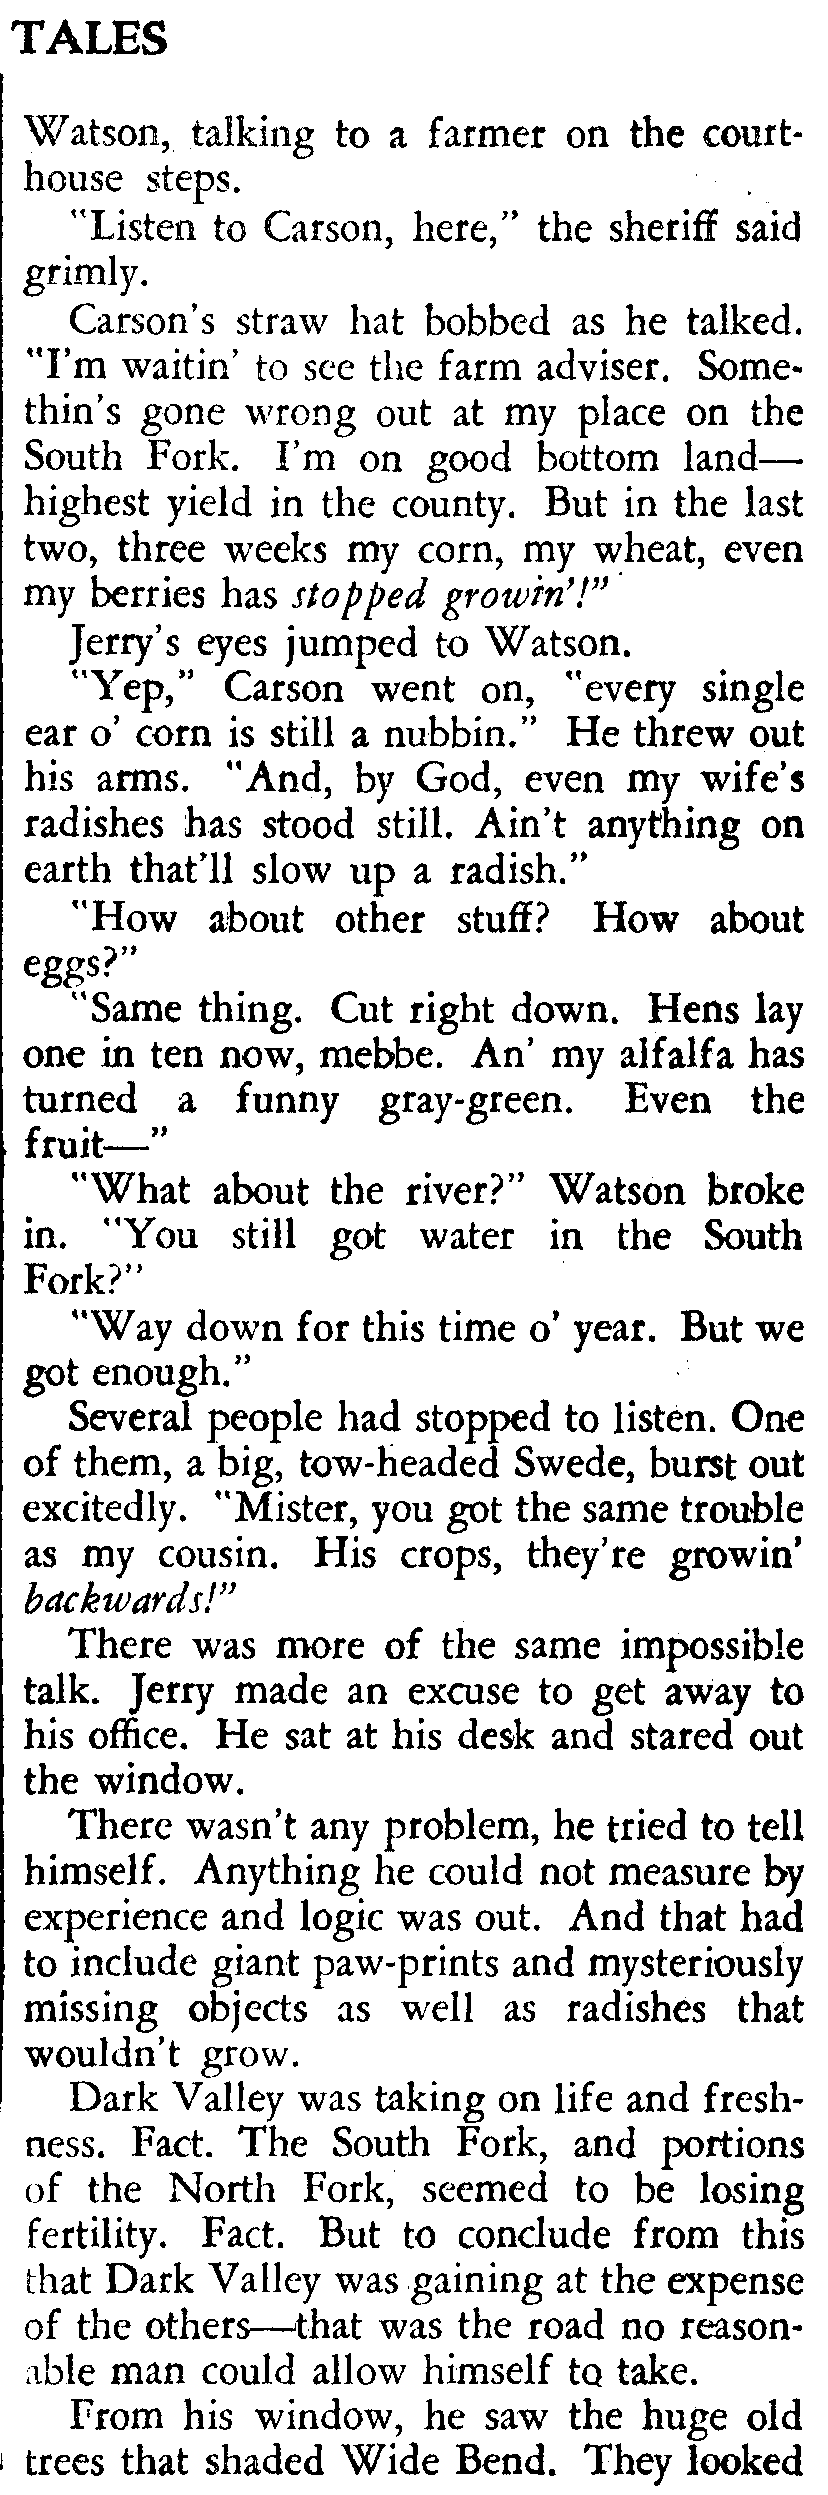 TALES
Watson, talking to a farmer on the court-
house steps.
"Listen to Carson, here," the sheriff said
grimly.
Carson's straw hat bobbed as he talked.
"I'm waitin' to see the farm adviser. Some-
thin's gone wrong out at my place on the
South Fork. I'm on good bottom land—
highest yield in the county. But in the last
two, three weeks my corn, my wheat, even
my berries has stopped growin'!"
Jerry's eyes jumped to Watson.
"Yep," Carson went on, "every single
ear o' corn is still a nubbin." He threw out
his arms. "And, by God, even my wife's
radishes has stood still. Ain't anything on
earth that'll slow up a radish."
"How about other stuff? How about
eggs?"
"Same thing. Cut right down. Hens lay
one in ten now, mebbe. An' my alfalfa has
turned a funny gray-green. Even the
fruit—"
"What about the river?" Watson broke
in. "You still got water in the South
Fork?"
"Way down for this time o' year. But we
got enough."
Several people had stopped to listen. One
of them, a big, tow-headed Swede, burst out
excitedly. "Mister, you got the same trouble
as my cousin. His crops, they're growin'
backwards!"
There was more of the same impossible
talk. Jerry made an excuse to get away to
his office. He sat at his desk and stared out
the window.
There wasn't any problem, he tried to tell
himself. Anything he could not measure by
experience and logic was out. And that had
to include giant paw-prints and mysteriously
missing objects as well as radishes that
wouldn't grow.
Dark Valley was taking on life and fresh-
ness. Fact. The South Fork, and portions
of the North Fork, seemed to be losing
fertility. Fact. But to conclude from this
that Dark Valley was gaining at the expense
of the others—that was the road no reason-
able man could allow himself to take.
From his window, he saw the huge old
trees that shaded Wide Bend. They looked